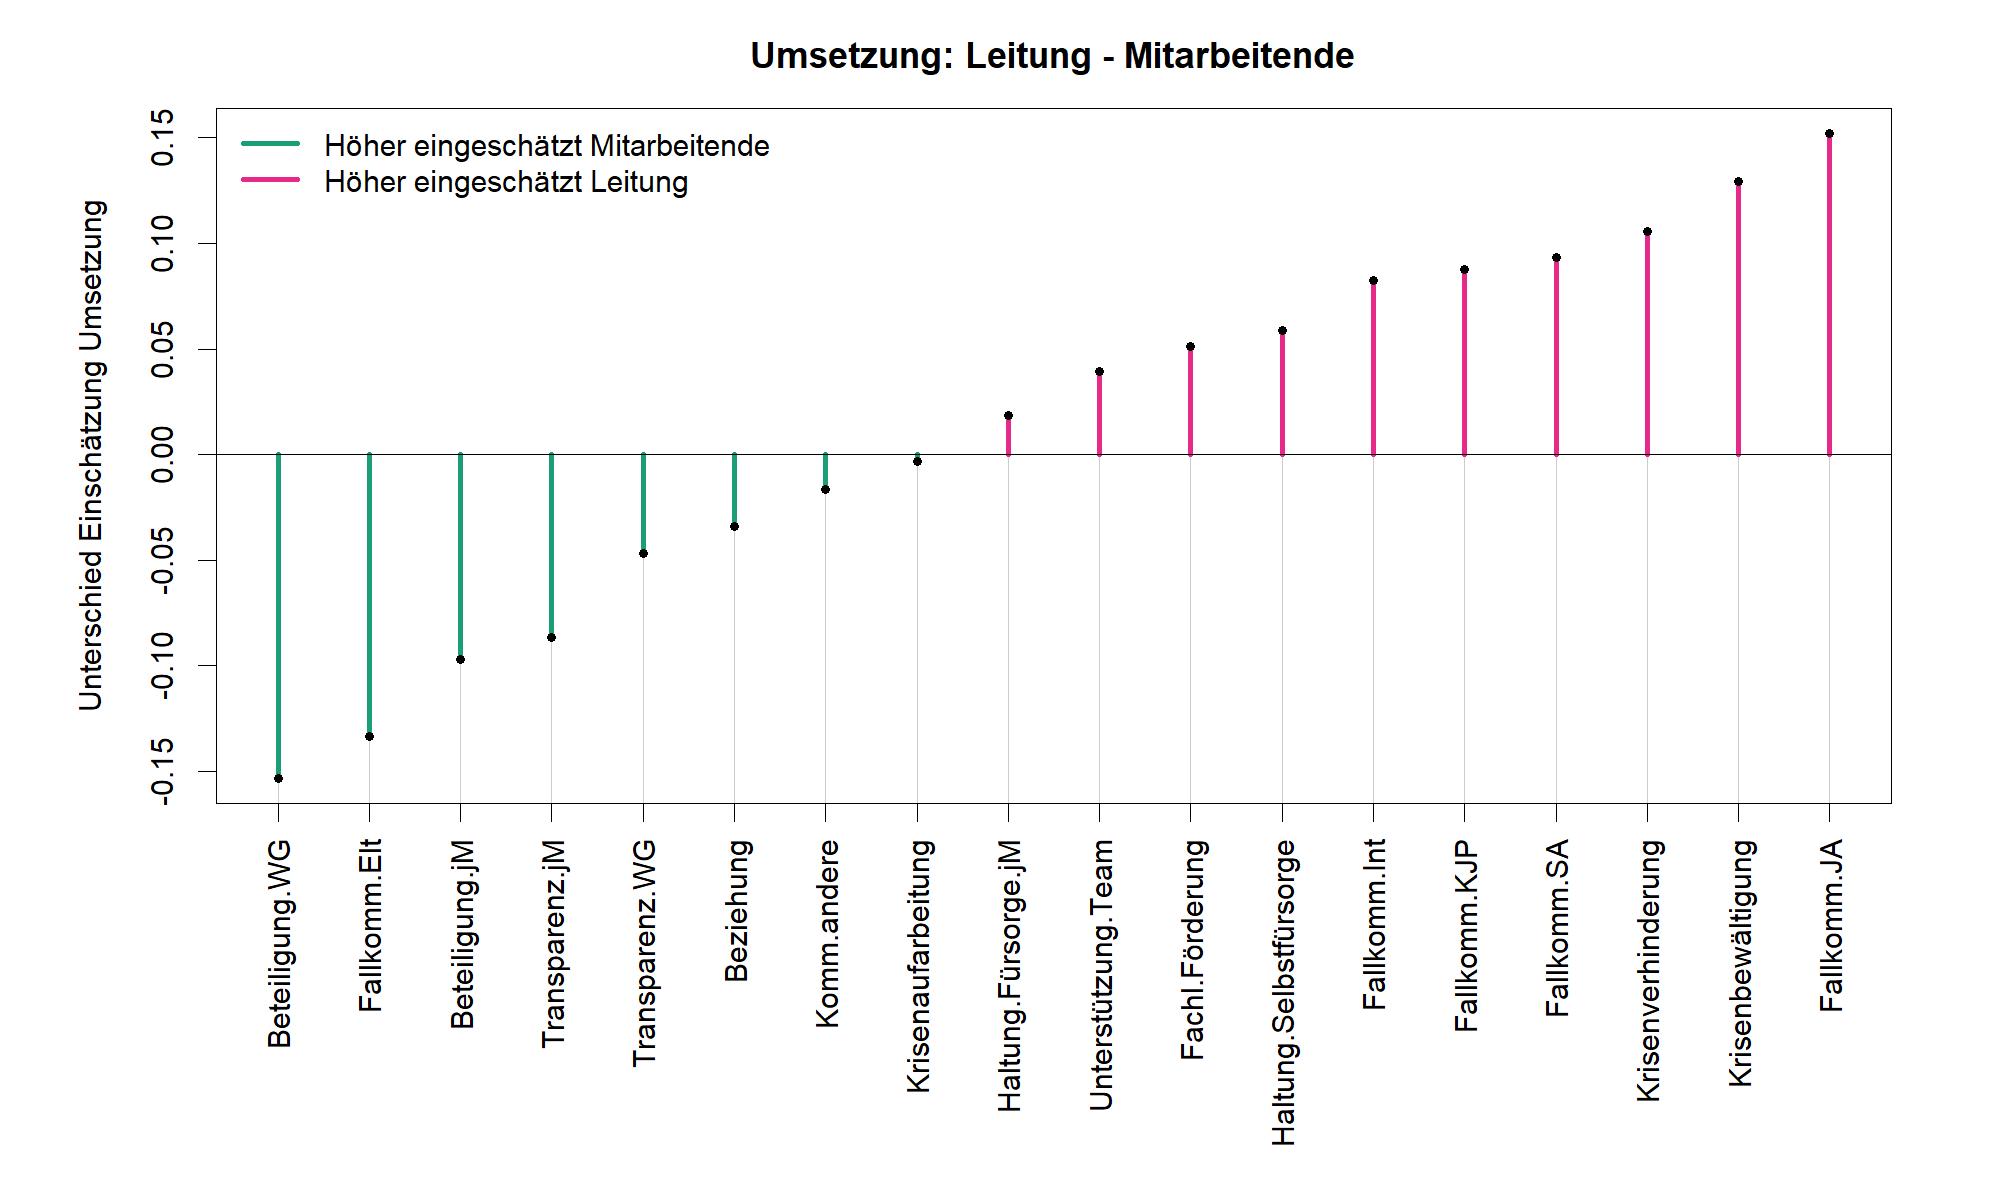 Umsetzung: Leitung - Mitarbeitende
Höher eingeschätzt Mitarbeitende
Höher eingeschätzt Leitung
Unterschied Einschätzung Umsetzung
0.15
0.10
0.05
0.00
-0.05
-0.10
-0.15
Beteiligung.WG
Fallkomm.Elt
Beteiligung.jM
Transparenz.jM
Transparenz.WG
Beziehung
Komm.andere
Krisenaufarbeitung
Haltung.Fürsorge.jM
Unterstützung.Team
Fachl.Förderung
Haltung.Selbstfürsorge
Fallkomm.Int
Fallkomm.KJP
Fallkomm.SA
Krisenverhinderung
Krisenbewältigung
Fallkomm.JA